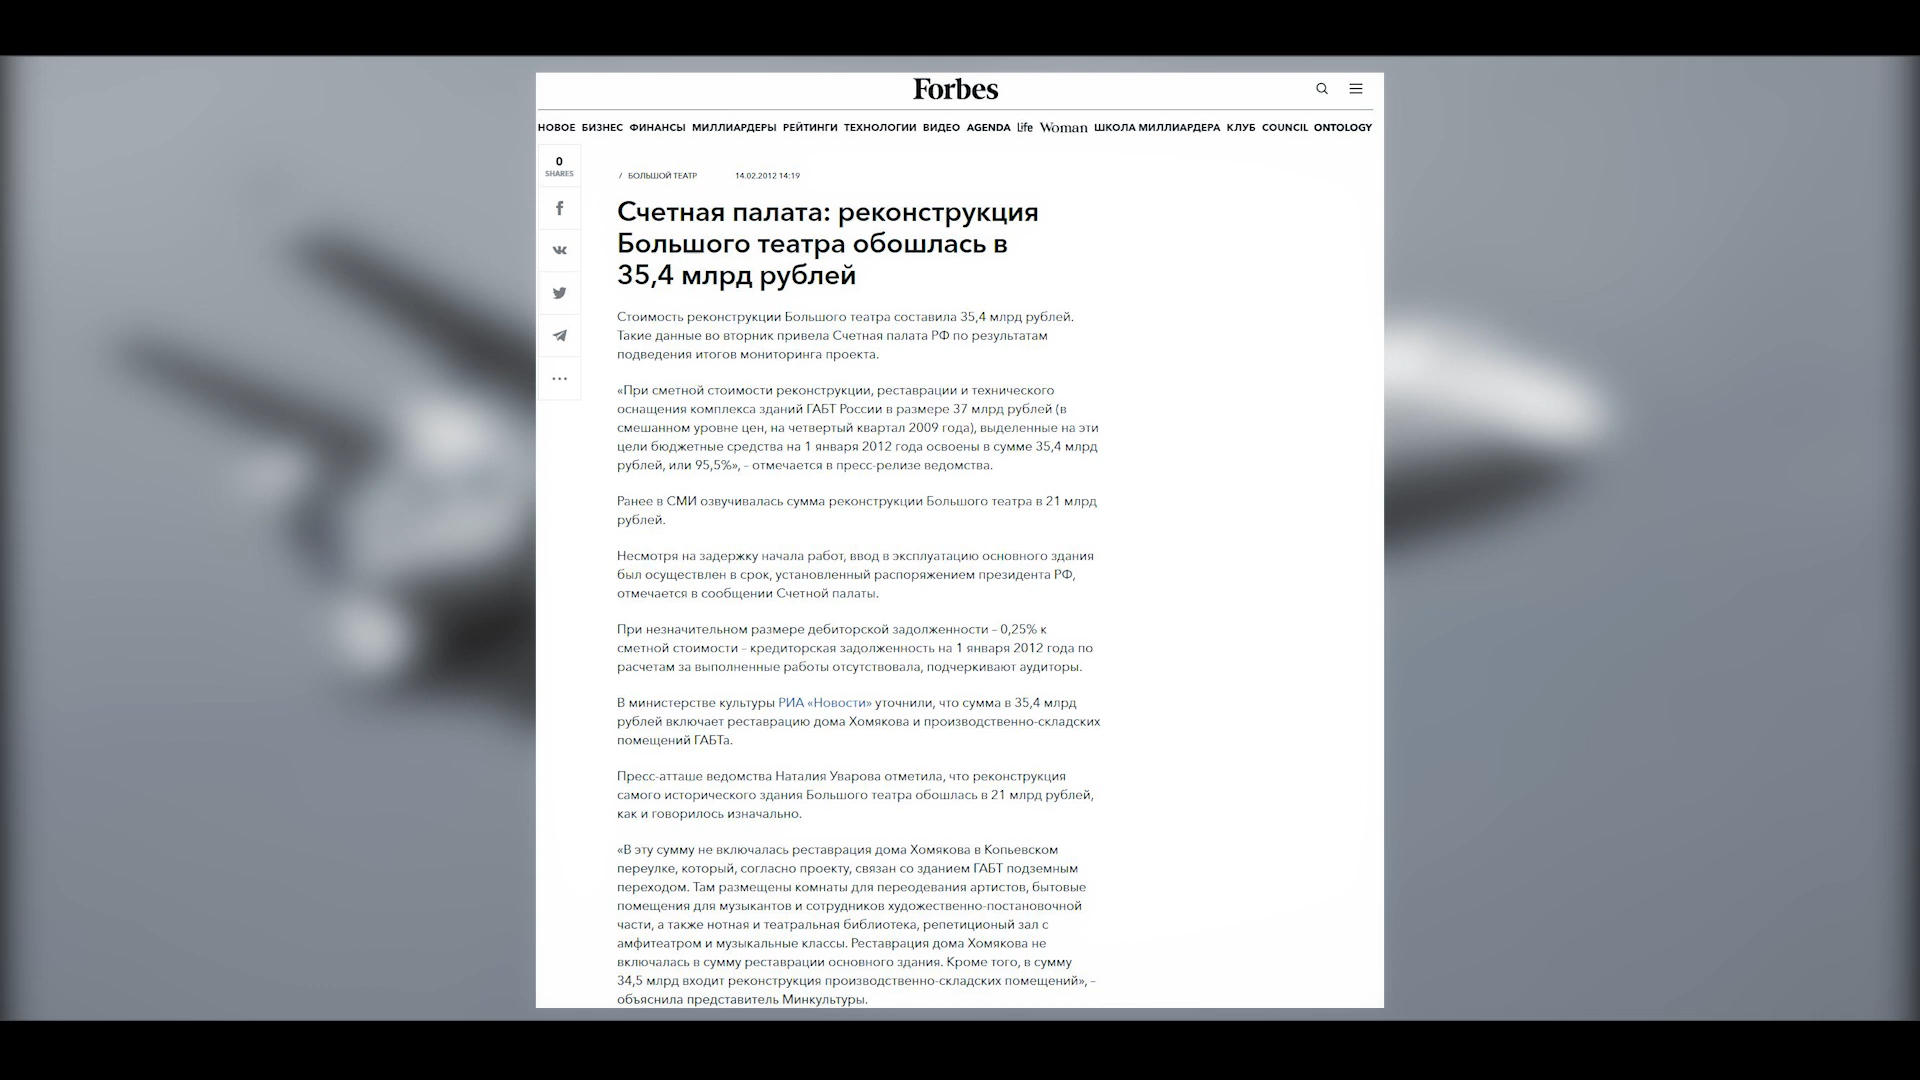 Forbes
НОВОЕ БИЗНЕС ФИНАНСЫ МИЛЛИАРДЕРЫ РЕЙТИНГИ ТЕХНОЛОГИИ ВИДЕО AGENDA Life Woman ШКОЛА МИЛЛИАРДЕРА КЛУБ COUNCIL ONTOLOGY
0
SHARES
/ БОЛЬШОЙ ТЕАТР 14.02.2012 14:19
Счетная палата: реконструкция
Большого театра обошлась в
35,4 млрд рублей
Стоимость реконструкции Большого театра составила 35,4 млрд рублей.
Такие данные во вторник привела Счетная палата РФ по результатам
подведения итогов мониторинга проекта.
«При сметной стоимости реконструкции, реставрации и технического
оснащения комплекса зданий ГАБТ России в размере 37 млрд рублей (в
смешанном уровне цен, на четвертый квартал 2009 года), выделенные на эти
цели бюджетные средства на 1 января 2012 года освоены в сумме 35,4 млрд
рублей, или 95,5%», – отмечается в пресс-релизе ведомства.
Ранее в СМИ озвучивалась сумма реконструкции Большого театра в 21 млрд
рублей.
Несмотря на задержку начала работ, ввод в эксплуатацию основного здания
был осуществлен в срок, установленный распоряжением президента РФ,
отмечается в сообщении Счетной палаты.
При незначительном размере дебиторской задолженности – 0,25% к
сметной стоимости – кредиторская задолженность на 1 января 2012 года по
расчетам за выполненные работы отсутствовала, подчеркивают аудиторы.
В министерстве культуры РИА «Новости» уточнили, что сумма в 35,4 млрд
рублей включает реставрацию дома Хомякова и производственно-складских
помещений ГАБТа.
Пресс-атташе ведомства Наталия Уварова отметила, что реконструкция
самого исторического здания Большого театра обошлась в 21 млрд рублей,
как и говорилось изначально.
«В эту сумму не включалась реставрация дома Хомякова в Копьевском
переулке, который, согласно проекту, связан со зданием ГАБТ подземным
переходом. Там размещены комнаты для переодевания артистов, бытовые
помещения для музыкантов и сотрудников художественно-постановочной
части, а также нотная и театральная библиотека, репетиционый зал с
амфитеатром и музыкальные классы. Реставрация дома Хомякова не
включалась в сумму реставрации основного здания. Кроме того, в сумму
34,5 млрд входит реконструкция производственно-складских помещений», –
объяснила представитель Минкультуры.